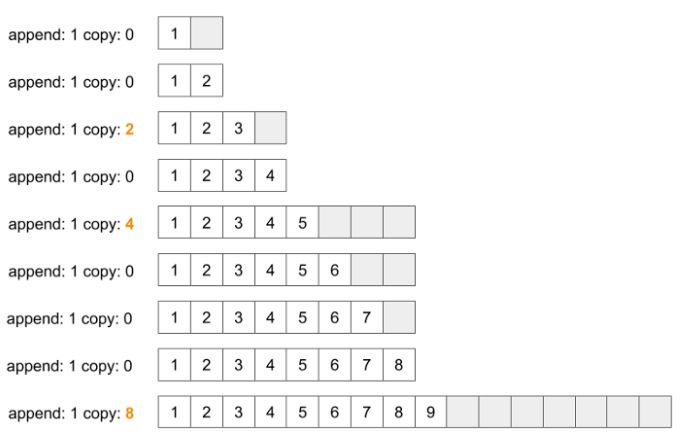 append: 1 copy: 0 1
append: 1 copy: 0 1 2
append: 1 copy: 2 1 2 3
append: 1 copy: 0 1 2 3 4
append: 1 copy: 4 1 2 3 4 5
append: 1 copy: 0 1 2 3 4 5 6
append: 1 copy: 0 1 2 3 4 5 6 7
append: 1 copy: 0 1 2 3 4 5 6 7 8
append: 1 copy: 8 1 2 3 4 5 6 7 8 9